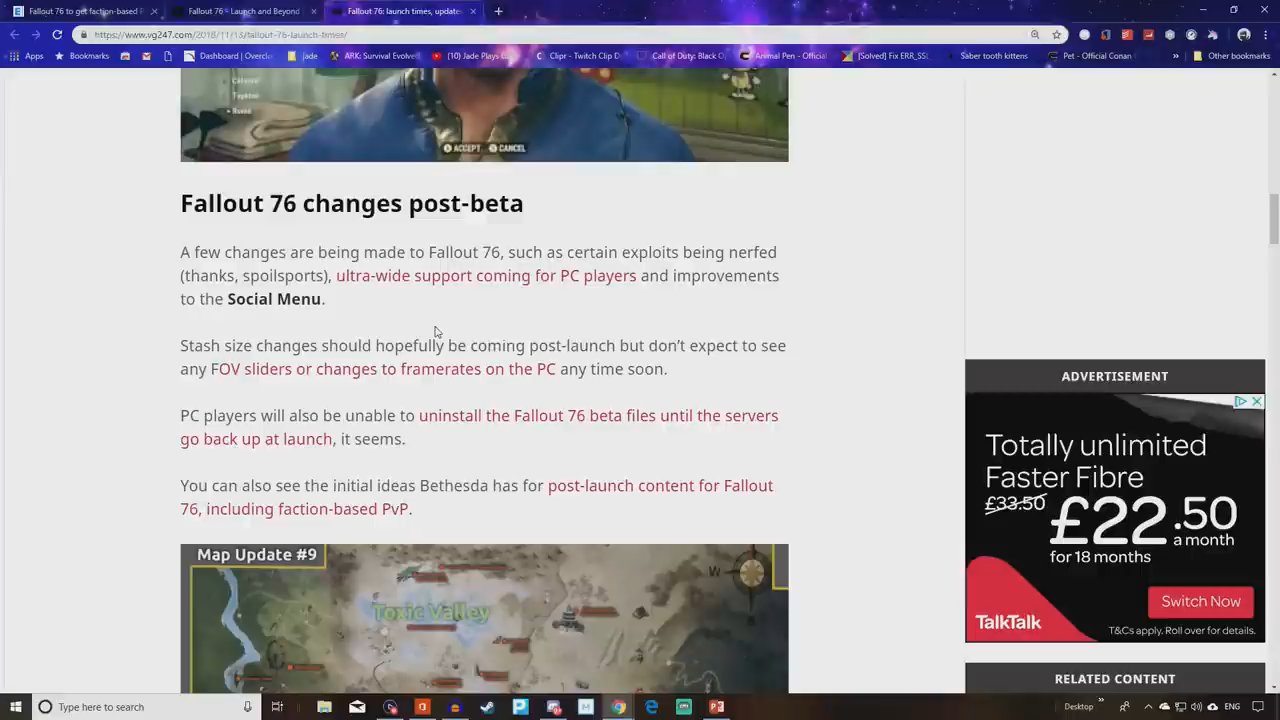 Fallout 76 to get faction-based P
Fallout 76 – Launch and Beyond
Fallout 76: launch times, update
https://www.vg247.com/2018/11/13/fallout-76-launch-times/
Apps
Bookmarks
Dashboard | Overclo
Jade
ARK: Survival Evolve
(10) Jade Plays G
Clipr - Twitch Clip D
Call of Duty: Black O
Animal Pen - Official
[Solved] Fix ERR_SSL
Saber tooth kittens
Pet - Official Conan
»
Other bookmarks
ACCEPT
CANCEL
Fallout 76 changes post-beta
A few changes are being made to Fallout 76, such as certain exploits being nerfed
(thanks, spoilsports), ultra-wide support coming for PC players and improvements
to the Social Menu.
Stash size changes should hopefully be coming post-launch but don't expect to see
any FOV sliders or changes to framerates on the PC any time soon.
PC players will also be unable to uninstall the Fallout 76 beta files until the servers
go back up at launch, it seems.
You can also see the initial ideas Bethesda has for post-launch content for Fallout
76, including faction-based PvP.
Map Update #9
W
Toxic Valley
ADVERTISEMENT
Totally unlimited
Faster Fibre
£33.50
£22.50
a month
for 18 months
Switch Now
TalkTalk
T&Cs apply. Roll over for details.
RELATED CONTENT
Type here to search
Desktop
»
ENG